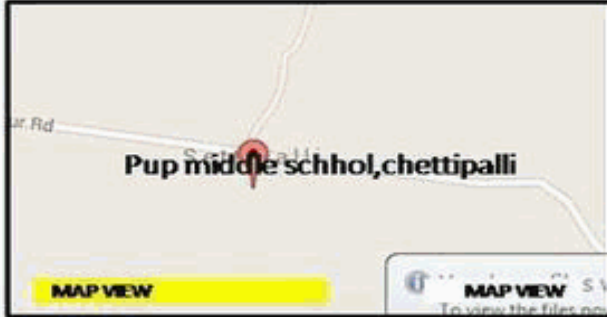 ur Rd
Pup middle schhol,chettipalli
MAP VIEW
MAP VIEW
To view the files